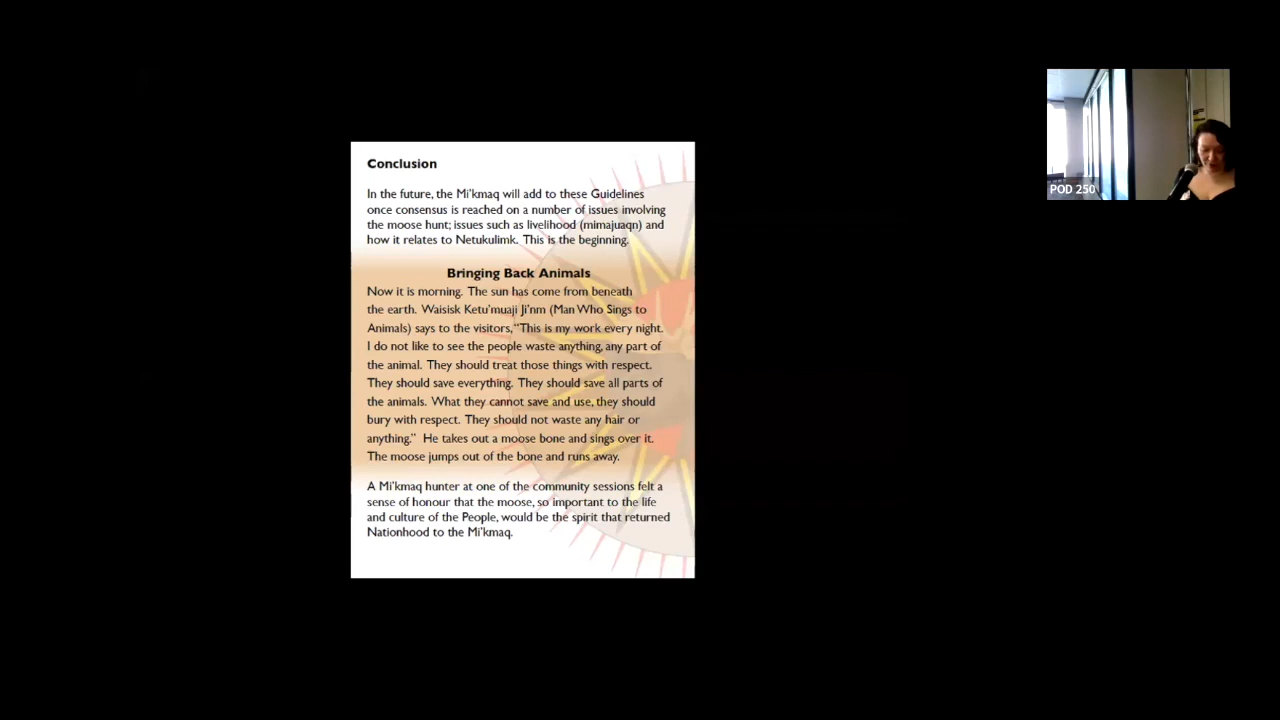 Conclusion
In the future, the Mi'kmaq will add to these Guidelines
once consensus is reached on a number of issues involving
the moose hunt; issues such as livelihood (mimajuaqn) and
how it relates to Netukulimk. This is the beginning.
Bringing Back Animals
Now it is morning. The sun has come from beneath
the earth. Waisisk Ketu'muaji Ji'nm (Man Who Sings to
Animals) says to the visitors, "This is my work every night.
I do not like to see the people waste anything, any part of
the animal. They should treat those things with respect.
They should save everything. They should save all parts of
the animals. What they cannot save and use, they should
bury with respect. They should not waste any hair or
anything." He takes out a moose bone and sings over it.
The moose jumps out of the bone and runs away.
A Mi'kmaq hunter at one of the community sessions felt a
sense of honour that the moose, so important to the life
and culture of the People, would be the spirit that returned
Nationhood to the Mi'kmaq.
POD 250